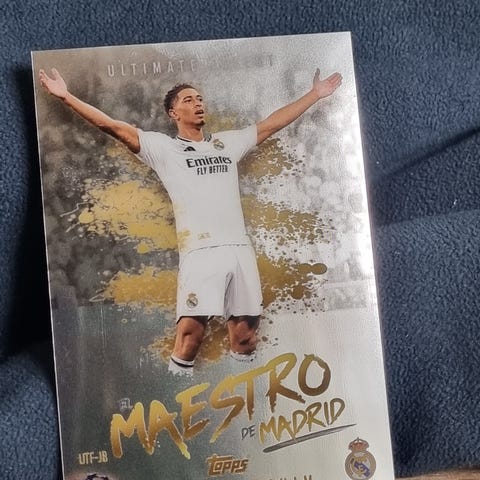 ULTIMATE
Emirates
FLY BETTER
EL
MAESTRO
DE MADRID
UTF-JB
TOPPS